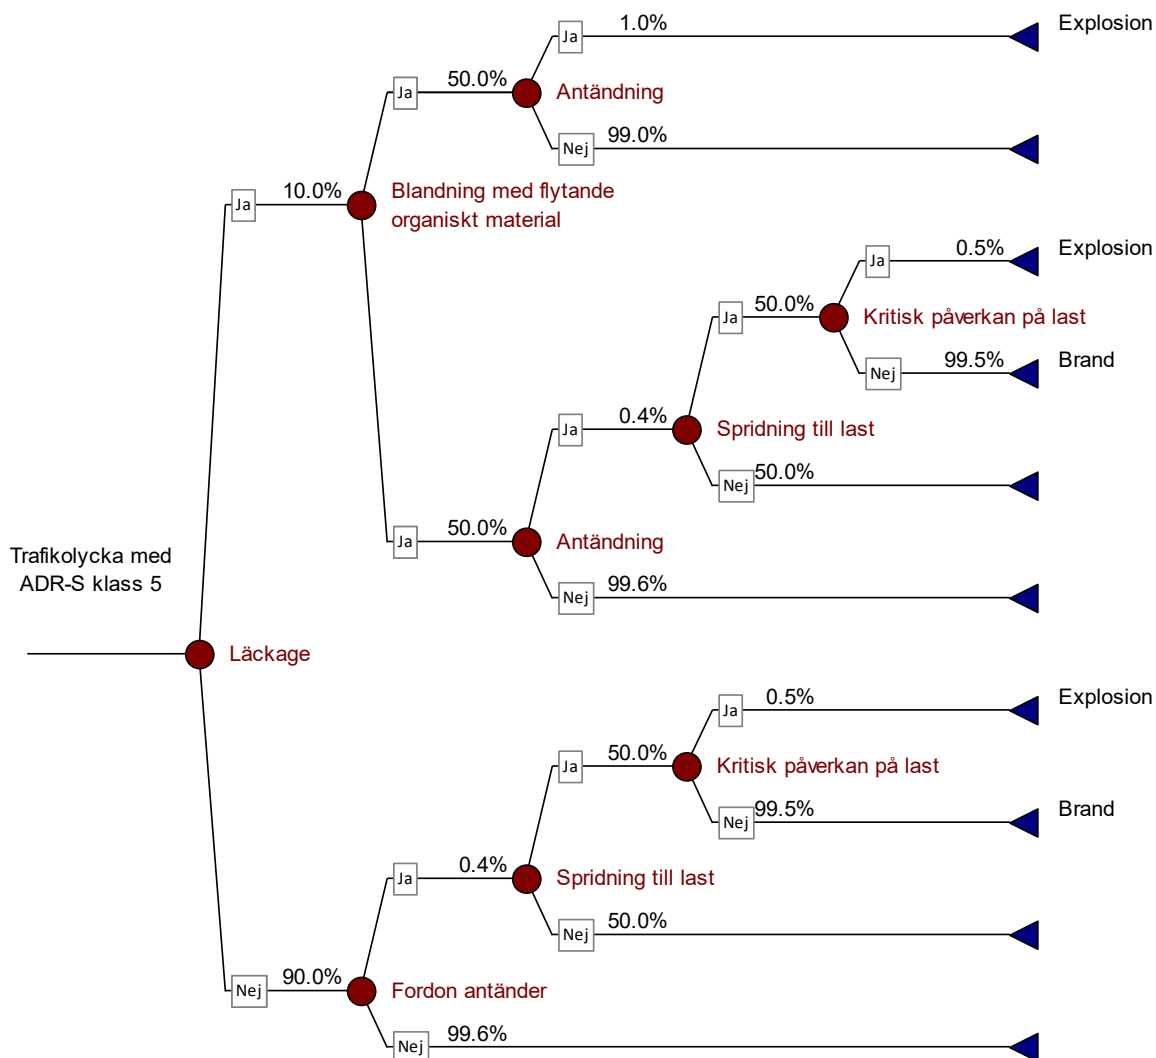 Ja
1.0%
Explosion
Ja
50.0%
Antändning
Nej
99.0%
Ja
10.0%
Blandning med flytande
organiskt material
Ja
0.5%
Explosion
Ja
50.0%
Kritisk påverkan på last
Nej
99.5%
Brand
Ja
0.4%
Spridning till last
Nej
50.0%
Ja
50.0%
Antändning
Nej
99.6%
Trafikolycka med
ADR-S klass 5
Läckage
Ja
0.5%
Explosion
Ja
50.0%
Kritisk påverkan på last
Nej
99.5%
Brand
Ja
0.4%
Spridning till last
Nej
50.0%
Nej
90.0%
Fordon antänder
Nej
99.6%